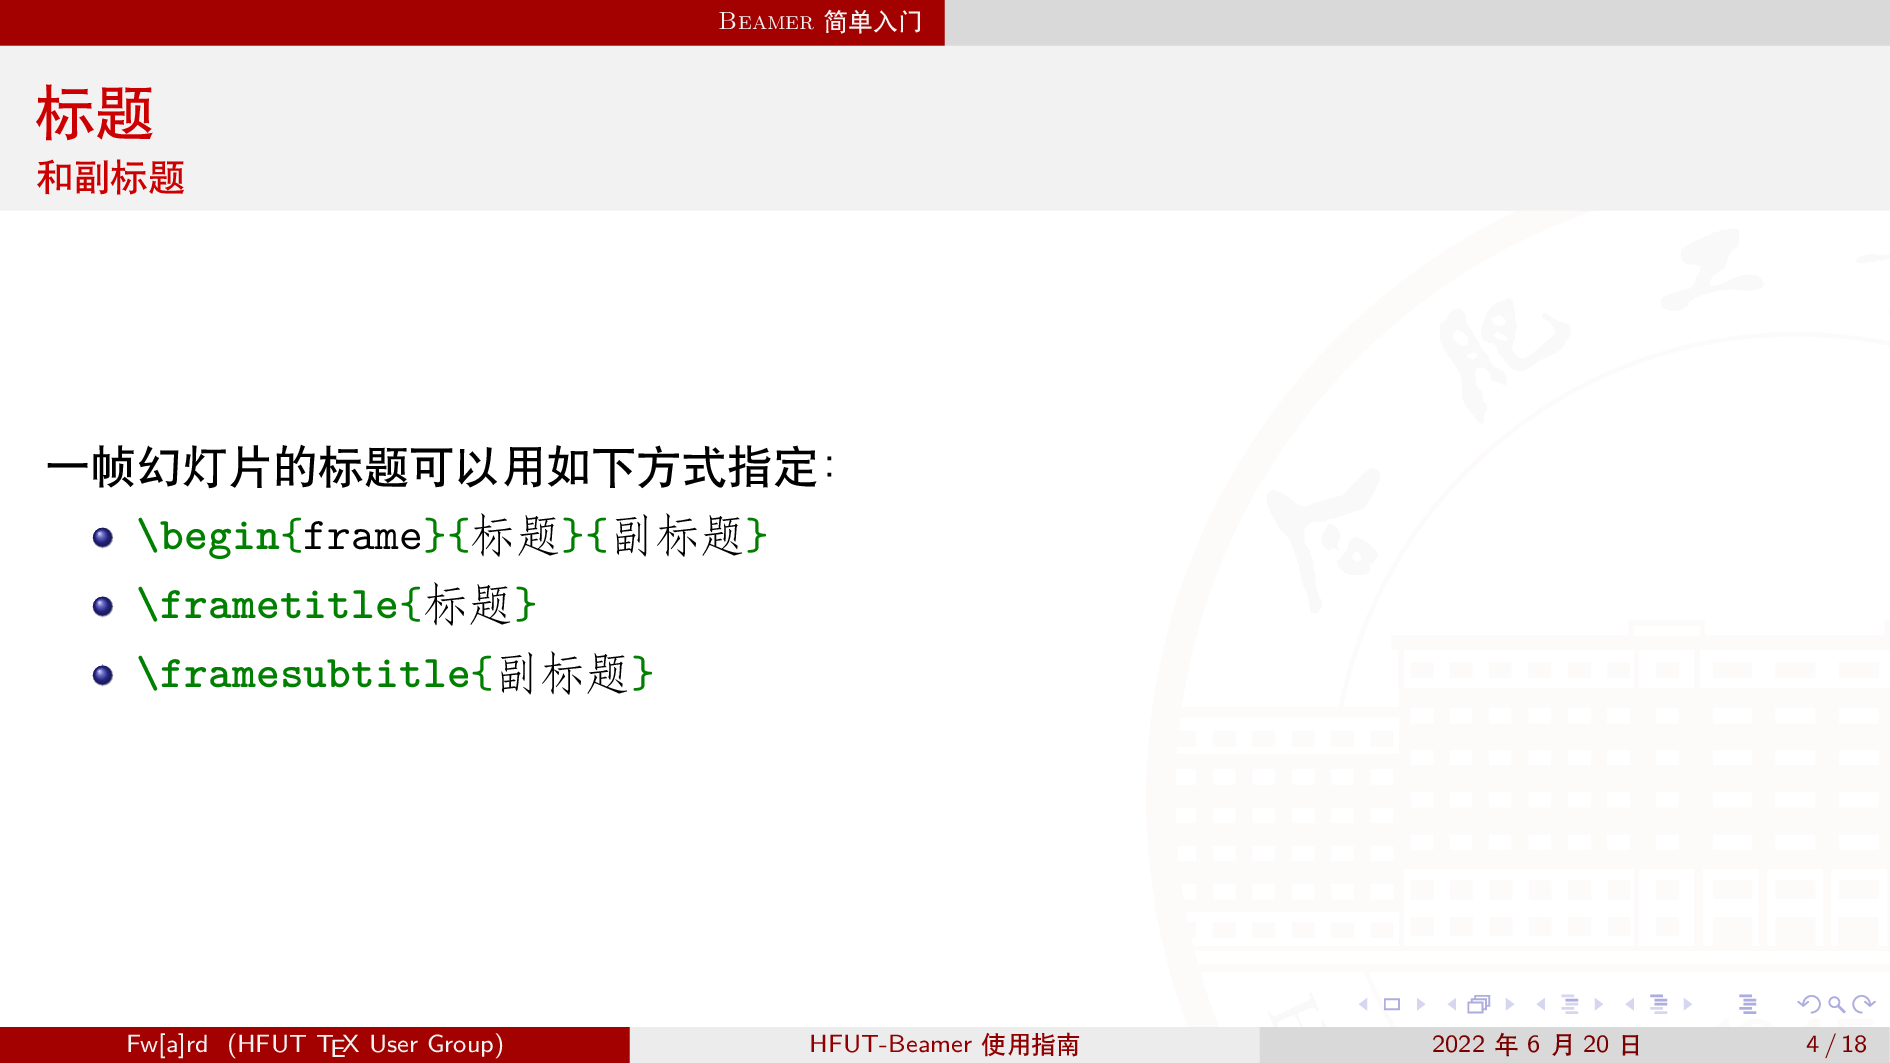 BEAMER 简单入门
标题
和副标题
一帧幻灯片的标题可以用如下方式指定:
\begin{frame}{标题}{副标题}
\frametitle{标题}
\framesubtitle{副标题}
Fw[a]rd (HFUT TEX User Group)
HFUT-Beamer 使用指南
2022 年 6 月 20 日
4 / 18
合肥工